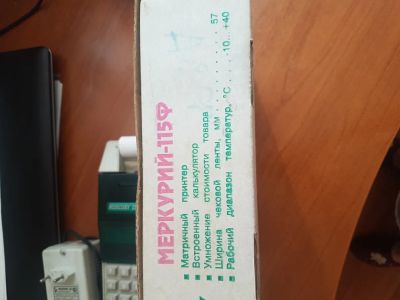 МЕРКУРИЙ-115Ф
Матричный принтер
Встроенный калькулятор
Умножение стоимости товара
Ширина чековой ленты, мм . . . . . . . . . . 57
Рабочий диапазон температур, °С . . . . -10...+40